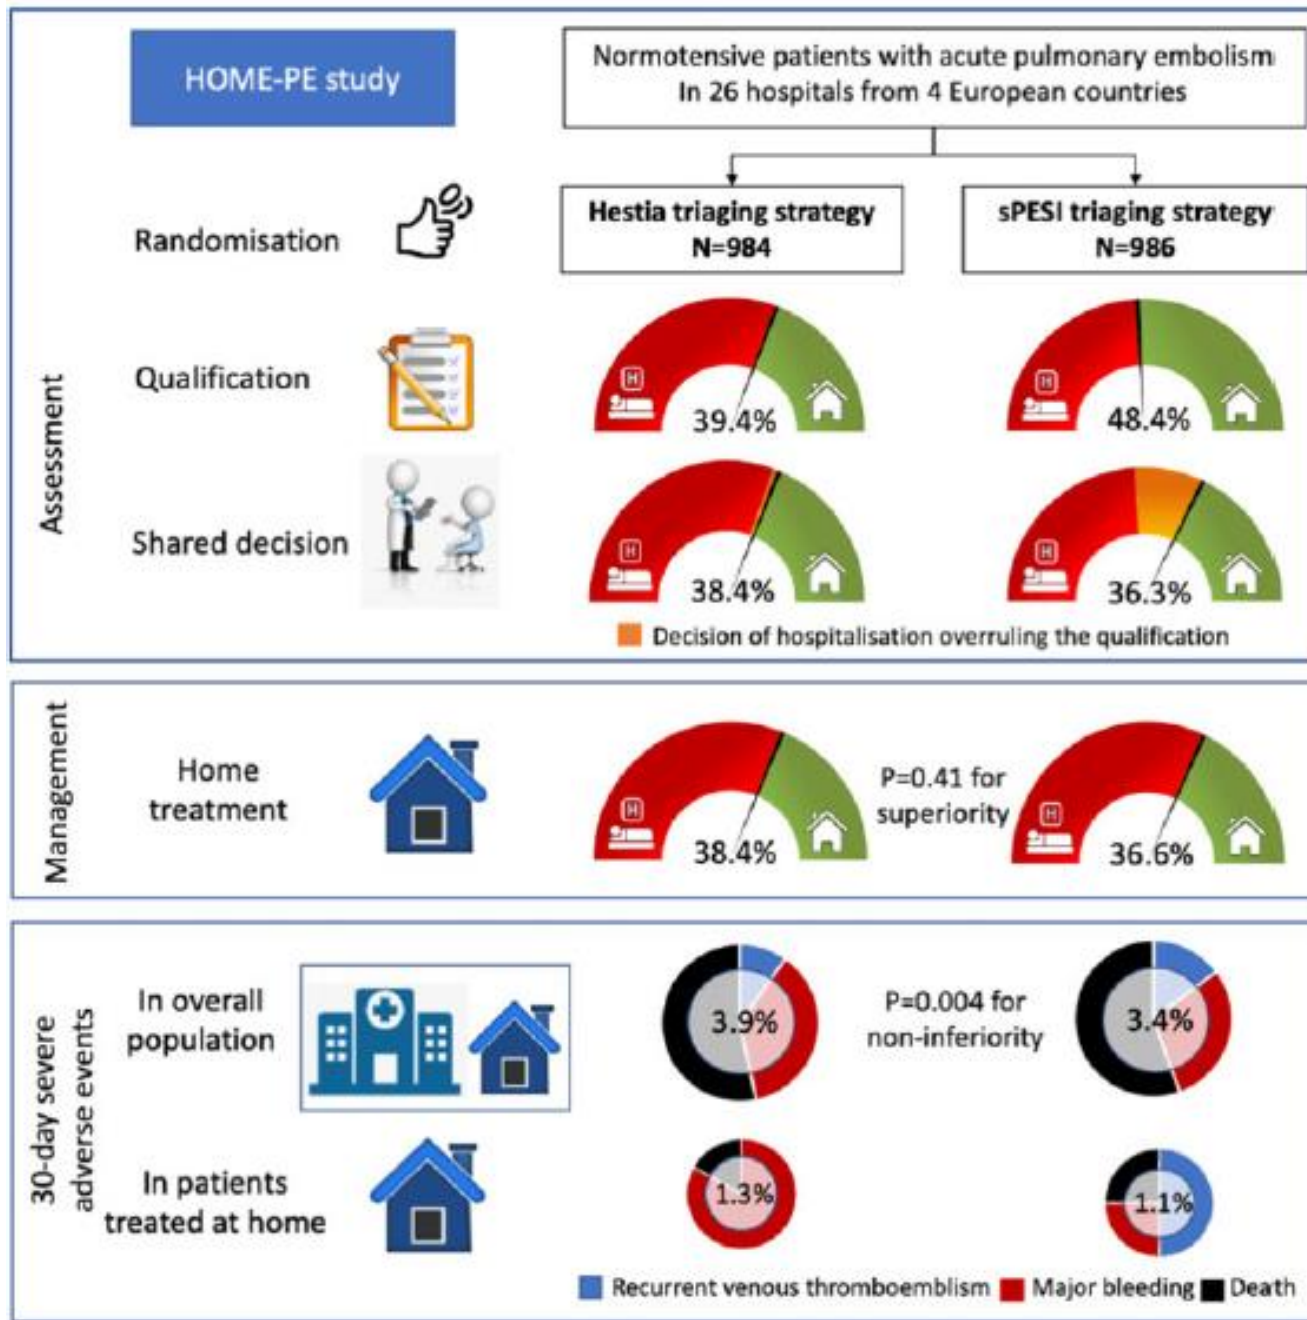 HOME-PE study
Normotensive patients with acute pulmonary embolism
In 26 hospitals from 4 European countries
Assessment
Randomisation
Hestia triaging strategy
N=984
sPESI triaging strategy
N=986
Qualification
H
39.4%
H
48.4%
Shared decision
H
38.4%
H
36.3%
Decision of hospitalisation overruling the qualification
Management
Home
treatment
H
38.4%
P=0.41 for
superiority
H
36.6%
30-day severe
adverse events
In overall
population
3.9%
P=0.004 for
non-inferiority
3.4%
In patients
treated at home
1.3%
1.1%
Recurrent venous thromboemblism
Major bleeding
Death